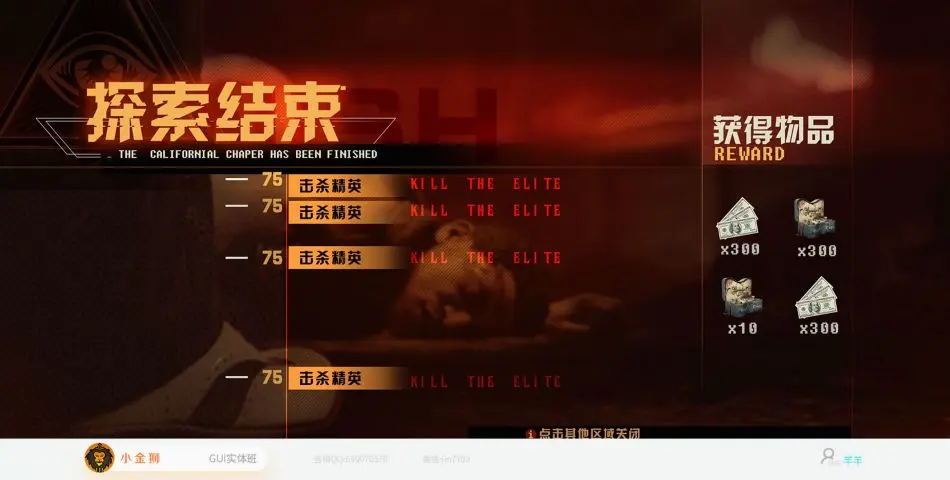 探索结束
THE CALIFORNIAL CHAPER HAS BEEN FINISHED
获得物品
REWARD
— 75 击杀精英 KILL THE ELITE
— 75 击杀精英 KILL THE ELITE
— 75 击杀精英 KILL THE ELITE
— 75 击杀精英 KILL THE ELITE
x300
x300
x10
x300
点击其他区域关闭
小金狮
GUI实体班
芊芊